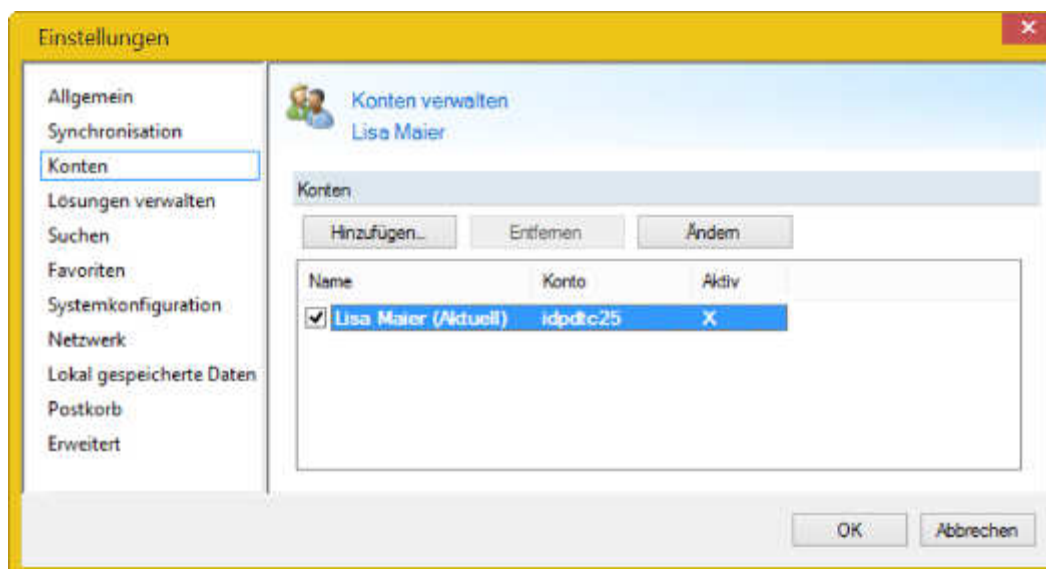 Einstellungen
Allgemein
Synchronisation
Konten
Lösungen verwalten
Suchen
Favoriten
Systemkonfiguration
Netzwerk
Lokal gespeicherte Daten
Postkorb
Erweitert
Konten verwalten
Lisa Maier
Konten
Hinzufügen... Entfernen Ändern
Name Konto Aktiv
Lisa Maier (Aktuell) idpdtc25 X
OK Abbrechen